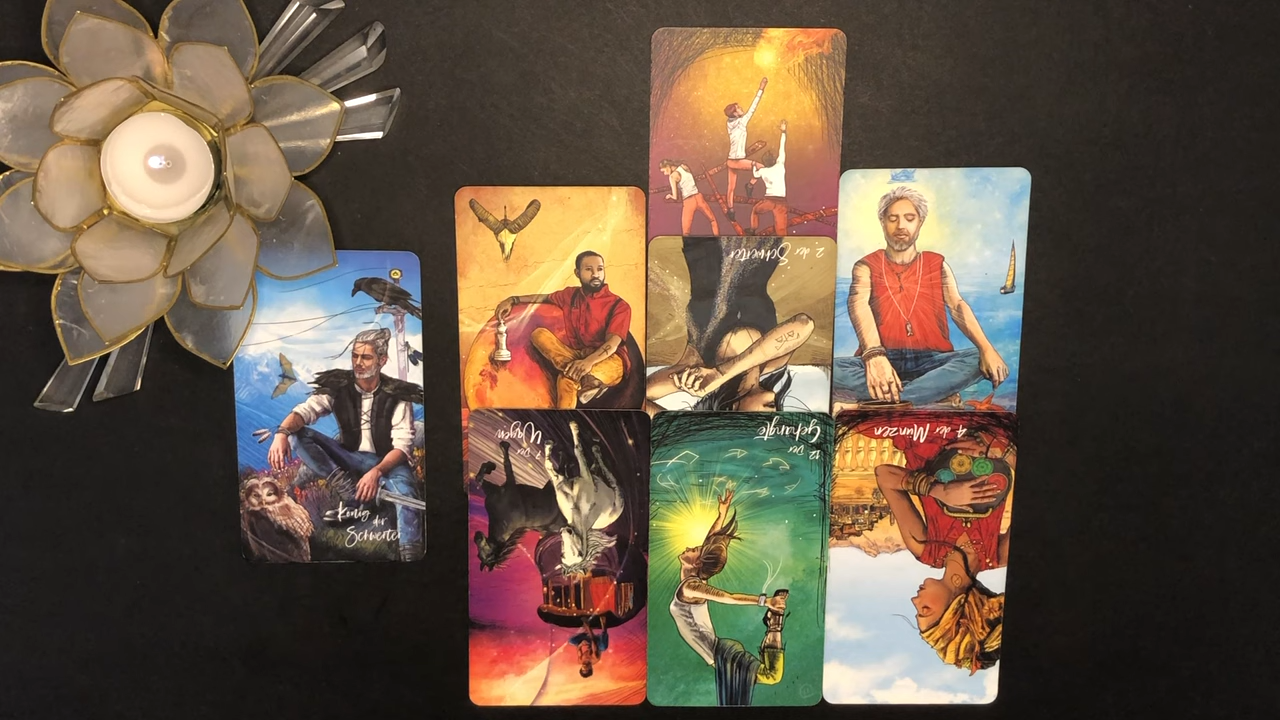 König
der
Schwerter
2. der Schwerter
7 Der
Wagen
12 Der
Gehängte
4 der Münzen